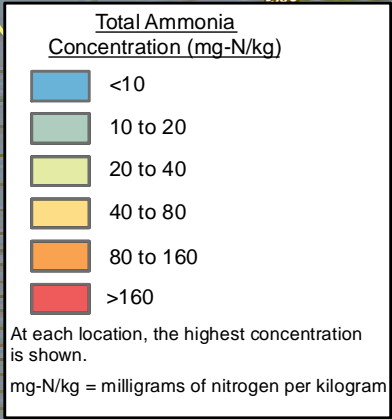 Total Ammonia
Concentration (mg-N/kg)
<10
10 to 20
20 to 40
40 to 80
80 to 160
>160
At each location, the highest concentration
is shown.
mg-N/kg = milligrams of nitrogen per kilogram